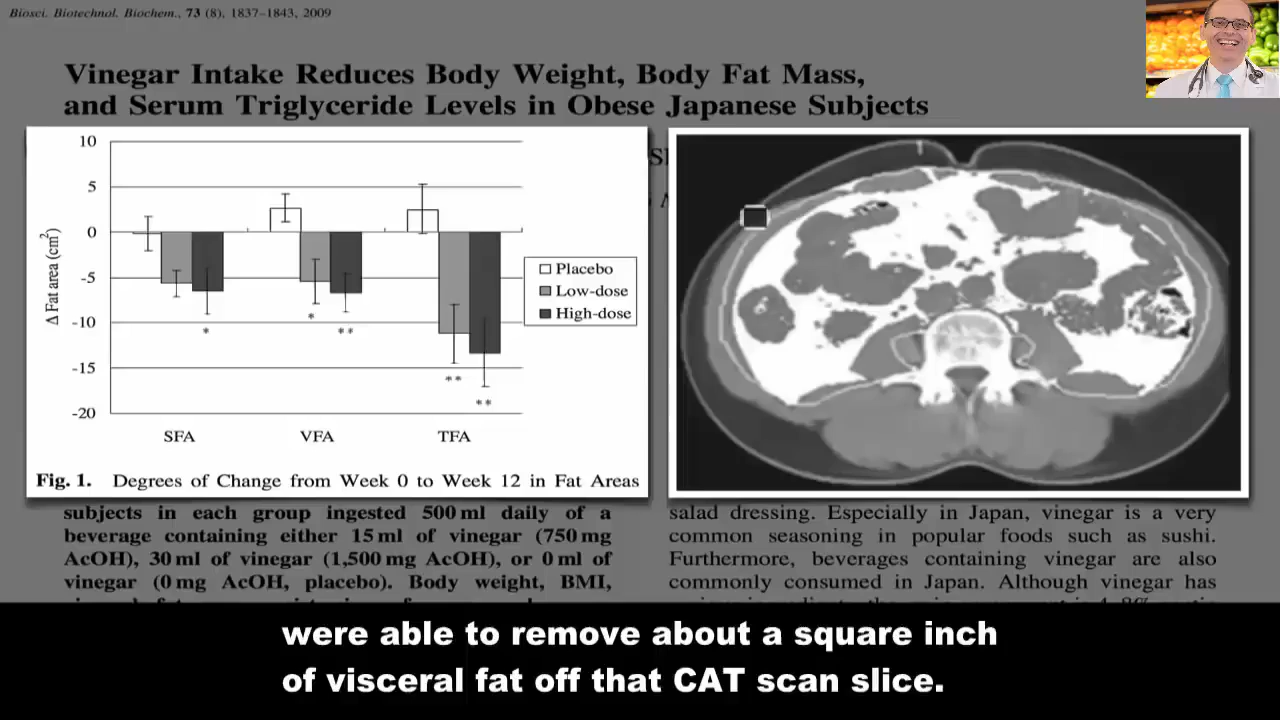 Biosci. Biotechnol. Biochem., 73 (8), 1837–1843, 2009
Vinegar Intake Reduces Body Weight, Body Fat Mass,
and Serum Triglyceride Levels in Obese Japanese Subjects
10
5
0
-5
-10
-15
-20
Δ Fat area (cm²)
*
*
**
**
**
Placebo
Low-dose
High-dose
SFA VFA TFA
Fig. 1. Degrees of Change from Week 0 to Week 12 in Fat Areas
subjects in each group ingested 500 ml daily of a
beverage containing either 15 ml of vinegar (750 mg
AcOH), 30 ml of vinegar (1,500 mg AcOH), or 0 ml of
vinegar (0 mg AcOH, placebo). Body weight, BMI,
salad dressing. Especially in Japan, vinegar is a very
common seasoning in popular foods such as sushi.
Furthermore, beverages containing vinegar are also
commonly consumed in Japan. Although vinegar has
were able to remove about a square inch
of visceral fat off that CAT scan slice.